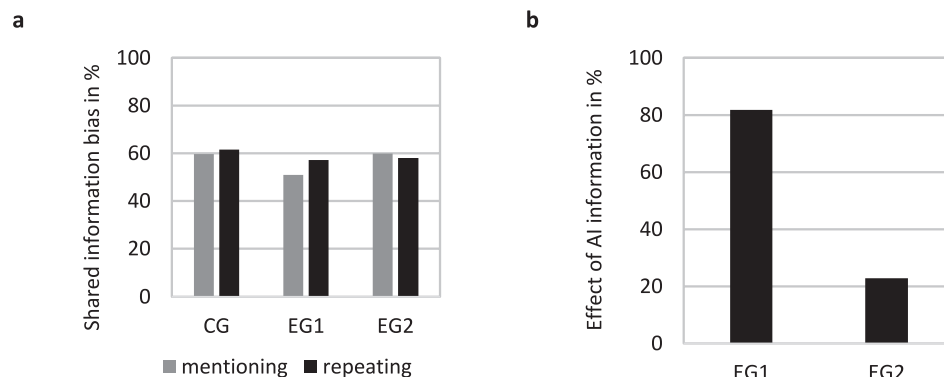 a
Shared information bias in %
100
80
60
40
20
0
CG EG1 EG2
mentioning repeating
b
Effect of AI information in %
100
80
60
40
20
0
EG1 EG2